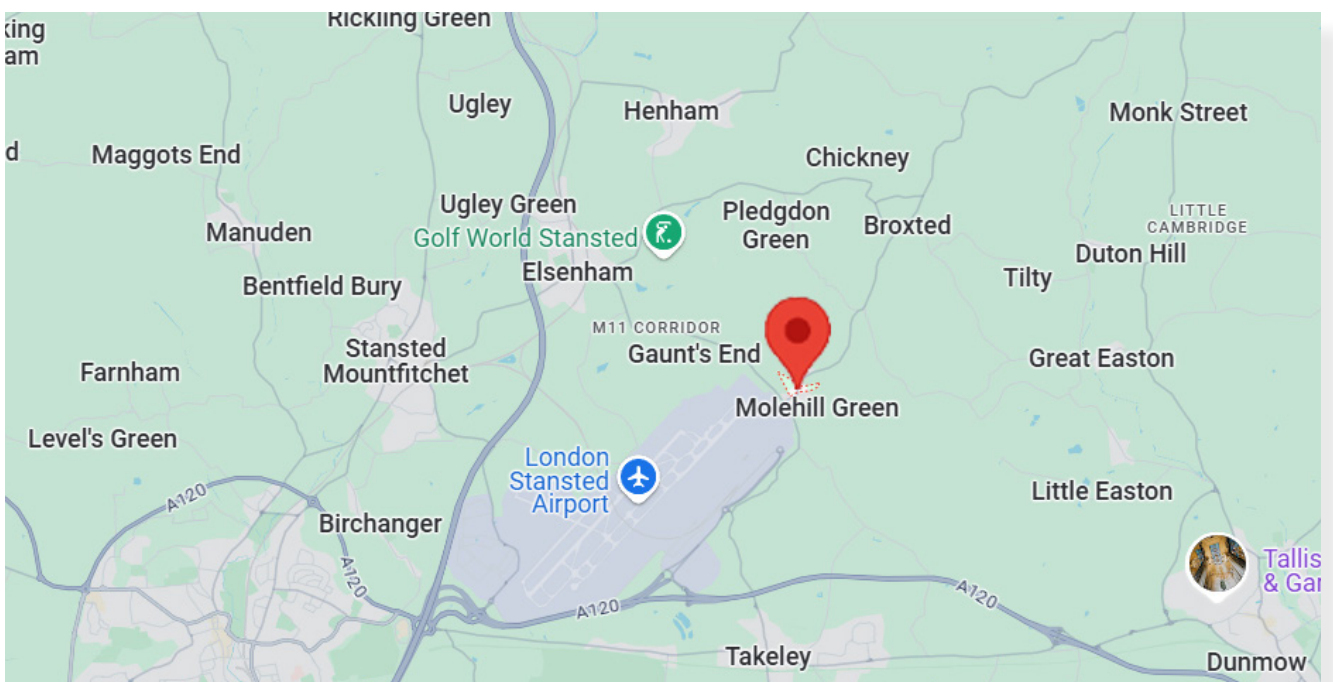 Rickling Green
king
am
Ugley
Henham
Monk Street
d
Maggots End
Chickney
Ugley Green
Pledgdon
Green
LITTLE
CAMBRIDGE
Manuden
Golf World Stansted
Broxted
Duton Hill
Elsenham
Tilty
Bentfield Bury
M11 CORRIDOR
Stansted
Mountfitchet
Gaunt's End
Great Easton
Farnham
Molehill Green
Level's Green
London
Stansted
Airport
A120
Little Easton
Birchanger
A120
Tallis
& Gar
A120
A120
Takeley
Dunmow